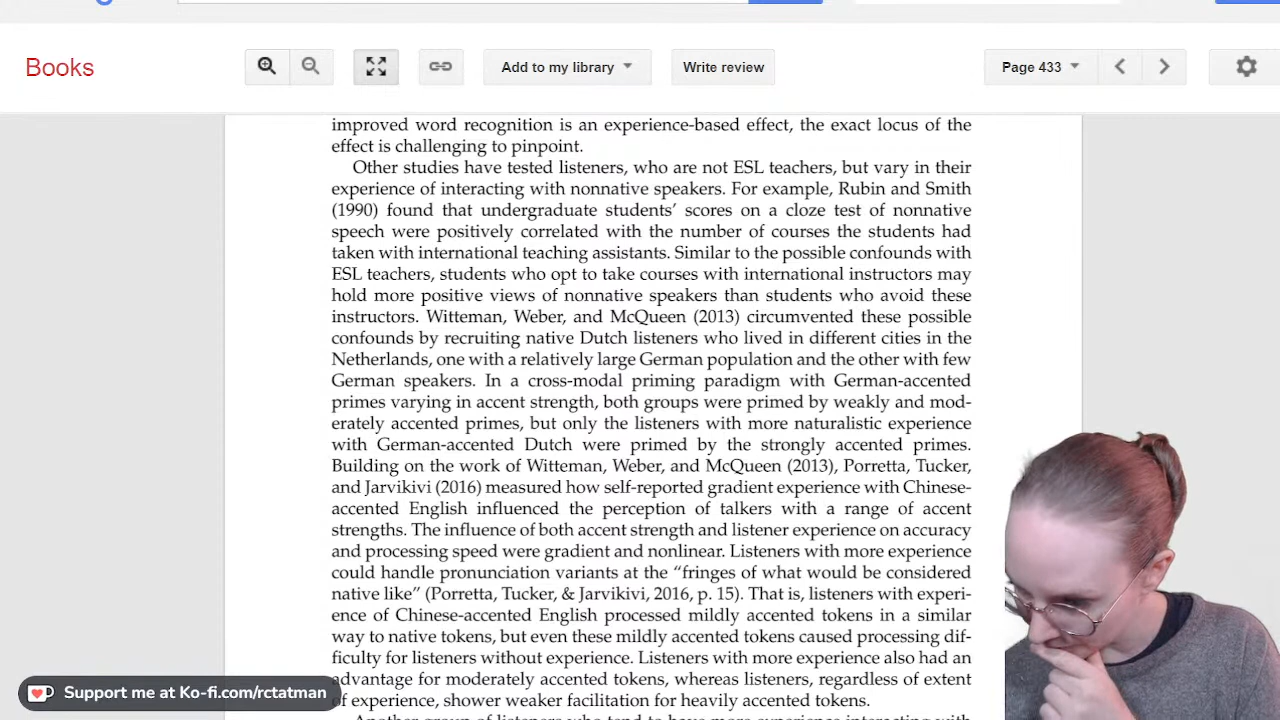 Books
Add to my library
Write review
Page 433
improved word recognition is an experience-based effect, the exact locus of the
effect is challenging to pinpoint.
Other studies have tested listeners, who are not ESL teachers, but vary in their
experience of interacting with nonnative speakers. For example, Rubin and Smith
(1990) found that undergraduate students’ scores on a cloze test of nonnative
speech were positively correlated with the number of courses the students had
taken with international teaching assistants. Similar to the possible confounds with
ESL teachers, students who opt to take courses with international instructors may
hold more positive views of nonnative speakers than students who avoid these
instructors. Witteman, Weber, and McQueen (2013) circumvented these possible
confounds by recruiting native Dutch listeners who lived in different cities in the
Netherlands, one with a relatively large German population and the other with few
German speakers. In a cross-modal priming paradigm with German-accented
primes varying in accent strength, both groups were primed by weakly and mod-
erately accented primes, but only the listeners with more naturalistic experience
with German-accented Dutch were primed by the strongly accented primes.
Building on the work of Witteman, Weber, and McQueen (2013), Porretta, Tucker,
and Jarvikivi (2016) measured how self-reported gradient experience with Chinese-
accented English influenced the perception of talkers with a range of accent
strengths. The influence of both accent strength and listener experience on accuracy
and processing speed were gradient and nonlinear. Listeners with more experience
could handle pronunciation variants at the “fringes of what would be considered
native like” (Porretta, Tucker, & Jarvikivi, 2016, p. 15). That is, listeners with experi-
ence of Chinese-accented English processed mildly accented tokens in a similar
way to native tokens, but even these mildly accented tokens caused processing dif-
ficulty for listeners without experience. Listeners with more experience also had an
advantage for moderately accented tokens, whereas listeners, regardless of extent
of experience, shower weaker facilitation for heavily accented tokens.
Another group of listeners who tend to have more experience interacting with
Support me at Ko-fi.com/rctatman